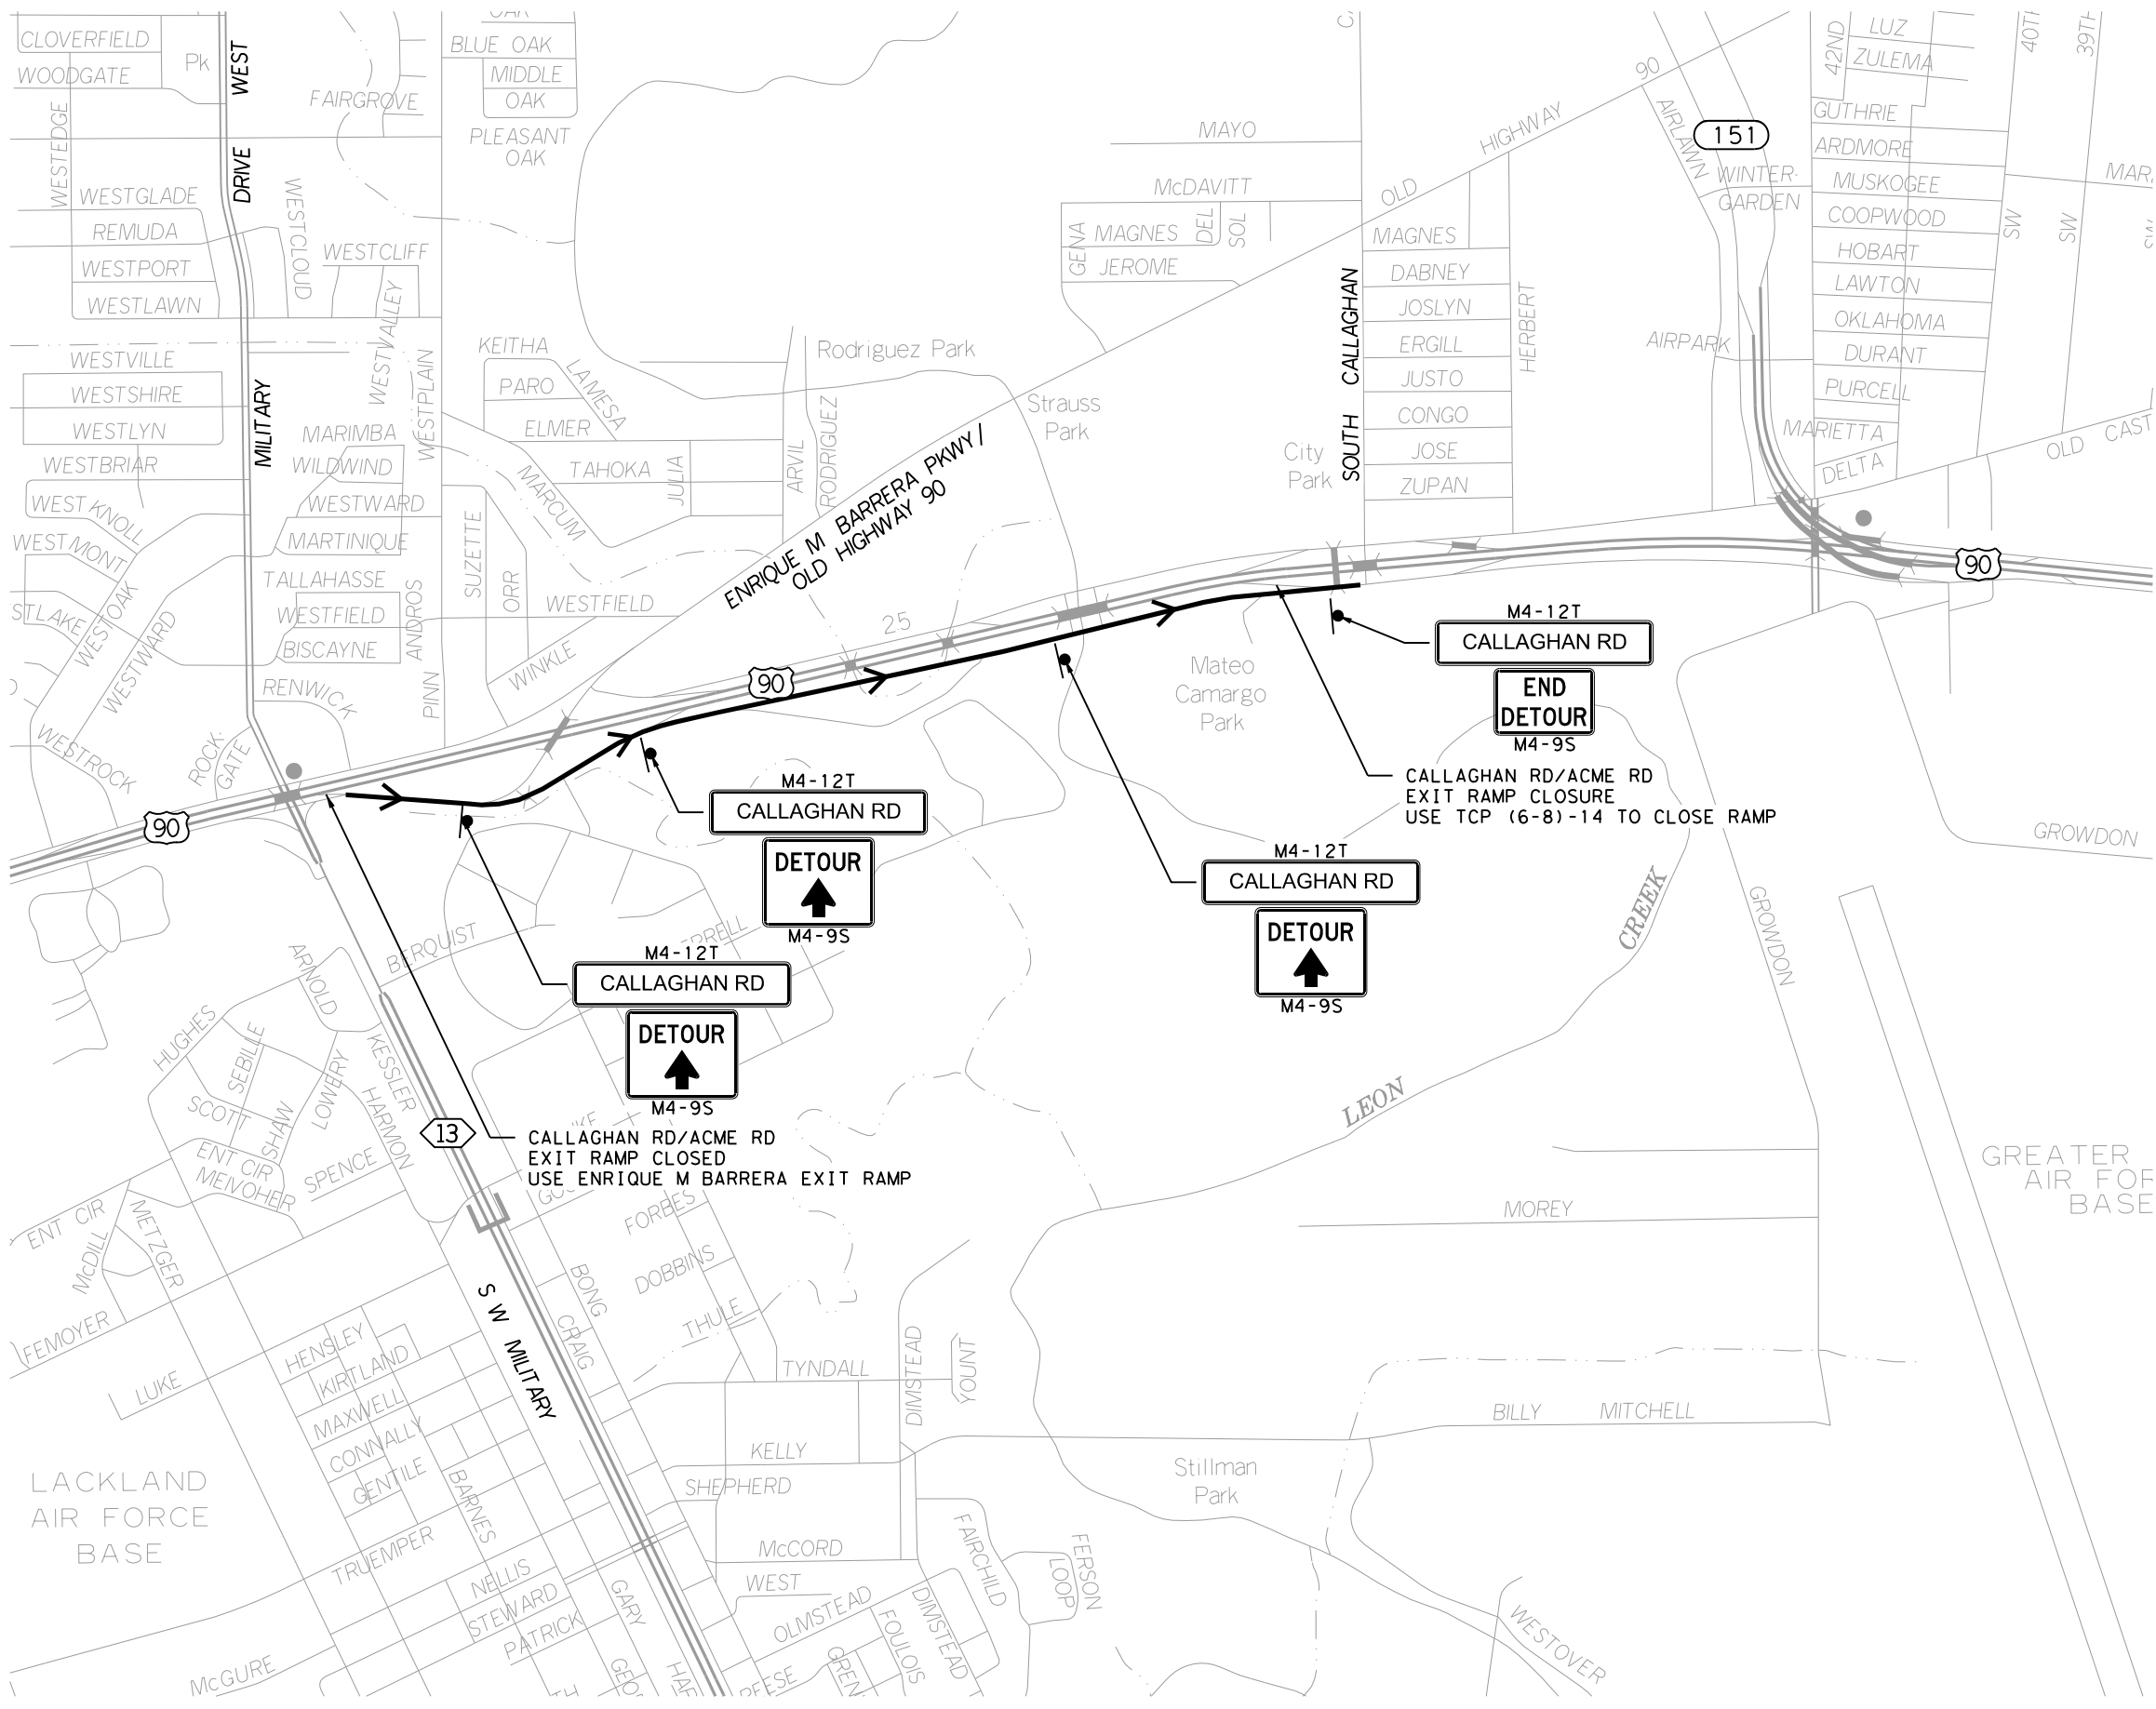 CLOVERFIELD
WOODGATE
Pk
WEST
DRIVE
MILITARY
WESTEDGE
WESTGLADE
REMUDA
WESTPORT
WESTLAWN
FAIRGROVE
BLUE OAK
MIDDLE
OAK
PLEASANT
OAK
WESTCLOUD
WESTCLIFF
WESTVALLEY
WESTPLAIN
WESTVILLE
WESTSHIRE
WESTLYN
WESTBRIAR
WEST KNOLL
WESTMONT
STLAKE
WESTOAK
WESTWARD
WESTROCK
MARIMBA
WILDWIND
WESTWARD
MARTINIQUE
TALLAHASSE
WESTFIELD
BISCAYNE
RENWICK
ROCK-
GATE
ANDROS
PINN
KEITHA
PARO
LAMESA
ELMER
TAHOKA
JULIA
MARCUM
SUZETTE
ORR
WESTFIELD
WINKLE
ARVIL
RODRIGUEZ
Rodriguez Park
Strauss
Park
ENRIQUE M BARRERA PKWY/
OLD HIGHWAY 90
MAYO
McDAVITT
GENA
MAGNES
DEL
SOL
JEROME
OLD
HIGHWAY
90
SOUTH CALLAGHAN
City
Park
MAGNES
DABNEY
JOSLYN
ERGILL
JUSTO
CONGO
JOSE
ZUPAN
HERBERT
AIRLAWN
151
WINTER-
GARDEN
AIRPARK
42ND
LUZ
ZULEMA
40TH
39TH
GUTHRIE
ARDMORE
MUSKOGEE
COOPWOOD
HOBART
LAWTON
OKLAHOMA
DURANT
PURCELL
MARIETTA
DELTA
SW
SW
OLD
90
25
90
90
Mateo
Camargo
Park
M4-12T
CALLAGHAN RD
END
DETOUR
M4-9S
CALLAGHAN RD/ACME RD
EXIT RAMP CLOSURE
USE TCP (6-8)-14 TO CLOSE RAMP
M4-12T
CALLAGHAN RD
DETOUR
M4-9S
M4-12T
CALLAGHAN RD
DETOUR
M4-9S
M4-12T
CALLAGHAN RD
DETOUR
M4-9S
CALLAGHAN RD/ACME RD
EXIT RAMP CLOSED
USE ENRIQUE M BARRERA EXIT RAMP
GROWDON
GROWDON
LEON
CREEK
GREATER
AIR FOR
BASE
MOREY
BILLY MITCHELL
Stillman
Park
WESTOVER
BERQUIST
ARNOLD
HUGHES
SEBILLE
SCOTT
SHAW
LOWERY
KESSLER
HARMON
ENT CIR
MENOHER
SPENCE
ENT CIR
McDILL
METZGER
FEMOYER
LUKE
13
S W MILITARY
FORBES
DOBBINS
THULE
BONG
CRAIG
HENSLEY
KIRTLAND
MAXWELL
CONNALLY
GENTILE
BARNES
TRUEMPER
NELLIS
STEWARD
PATRICK
GARY
McGURE
LACKLAND
AIR FORCE
BASE
TYNDALL
DIMSTEAD
YOUNT
KELLY
SHEPHERD
McCORD
WEST
OLMSTEAD
FOULOIS
DIMSTEAD
FAIRCHILD
FERSON
LOOP